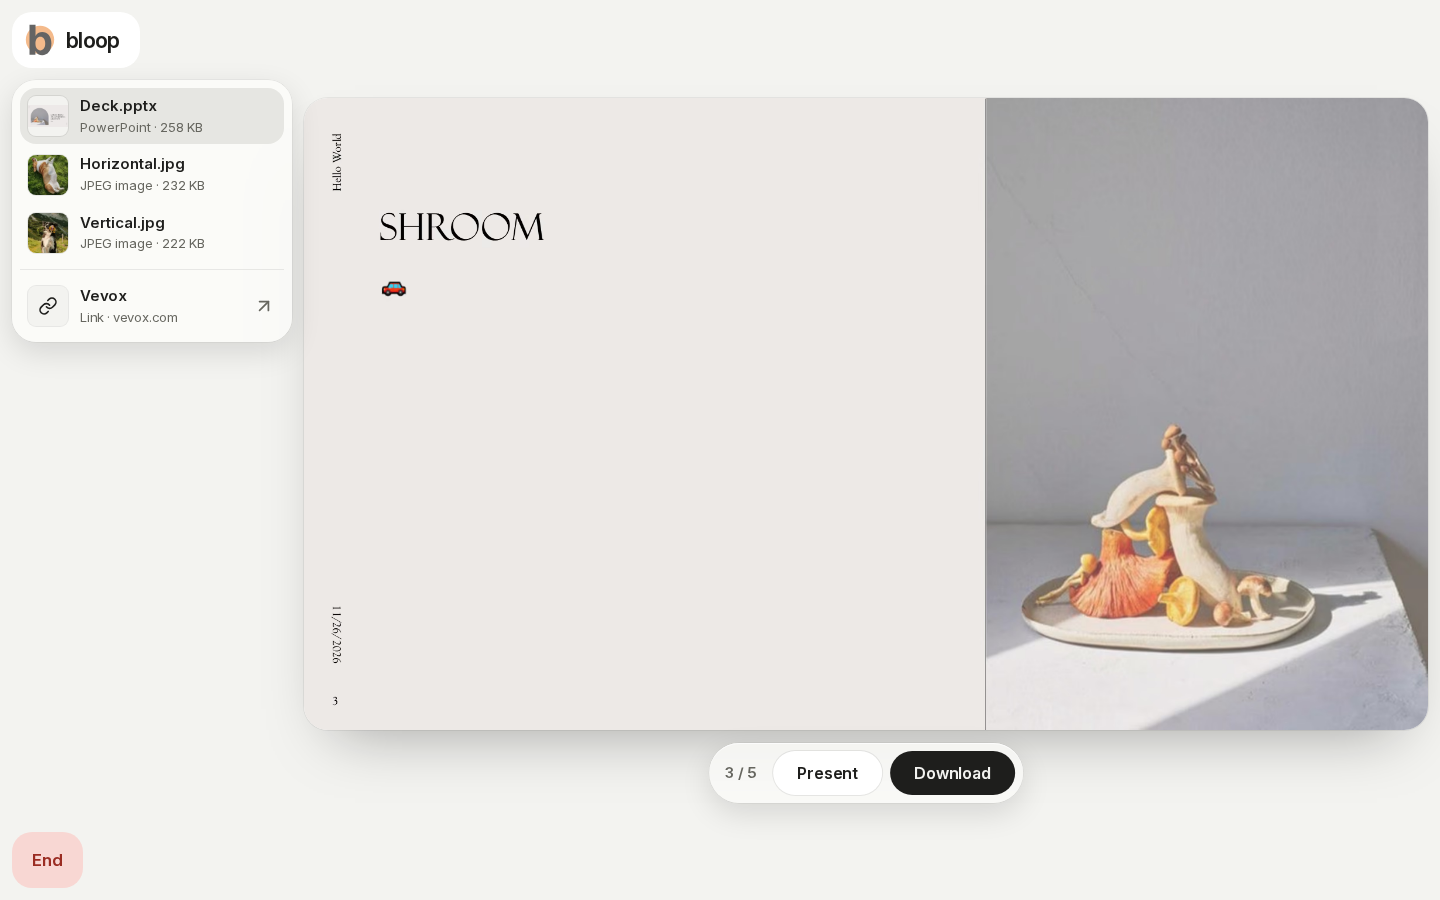 bloop
Deck.pptx
PowerPoint · 258 KB
Horizontal.jpg
JPEG image · 232 KB
Vertical.jpg
JPEG image · 222 KB
Vevox
Link · vevox.com
Hello World
SHROOM
🚗
11/26/2026
3
3 / 5
Present
Download
End